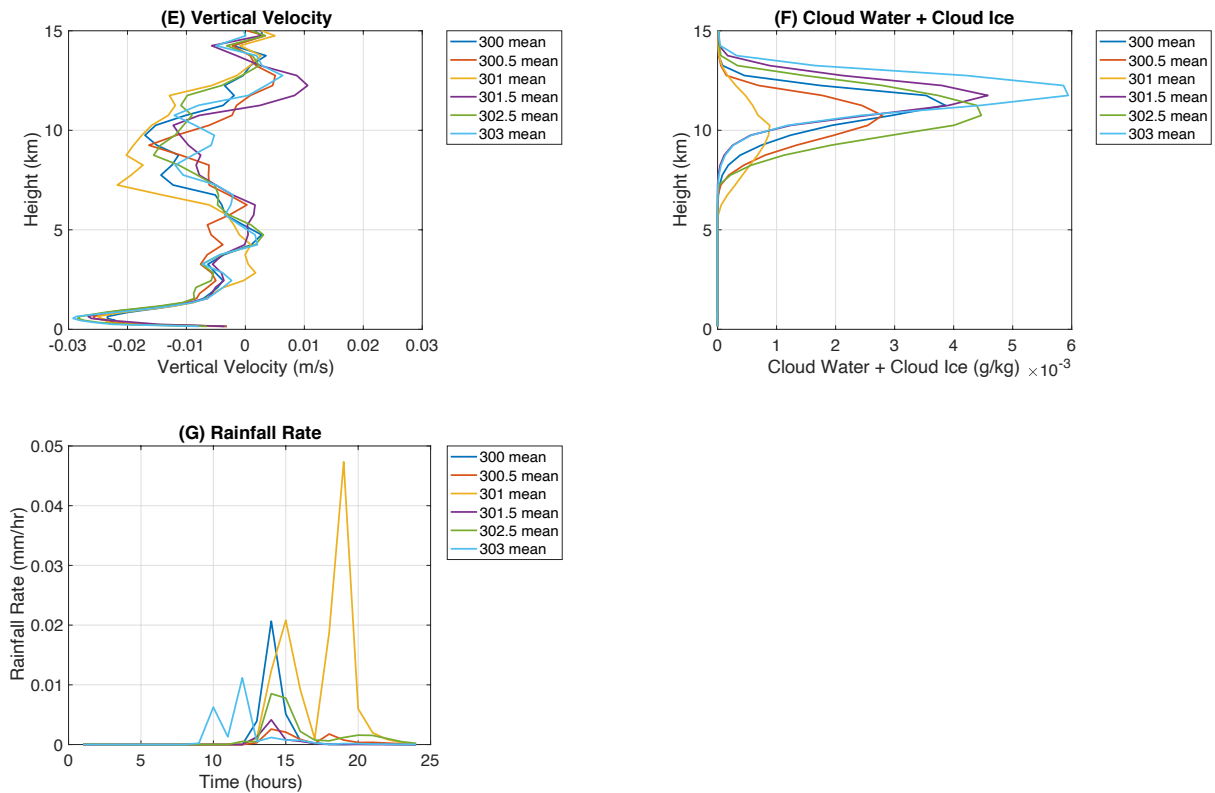 (E) Vertical Velocity
15
10
5
0
Height (km)
-0.03
-0.02
-0.01
0
0.01
0.02
0.03
Vertical Velocity (m/s)
300 mean
300.5 mean
301 mean
301.5 mean
302.5 mean
303 mean
(F) Cloud Water + Cloud Ice
15
10
5
0
Height (km)
0
1
2
3
4
5
6
Cloud Water + Cloud Ice (g/kg) ×10⁻³
300 mean
300.5 mean
301 mean
301.5 mean
302.5 mean
303 mean
(G) Rainfall Rate
0.05
0.04
0.03
0.02
0.01
0
Rainfall Rate (mm/hr)
0
5
10
15
20
25
Time (hours)
300 mean
300.5 mean
301 mean
301.5 mean
302.5 mean
303 mean